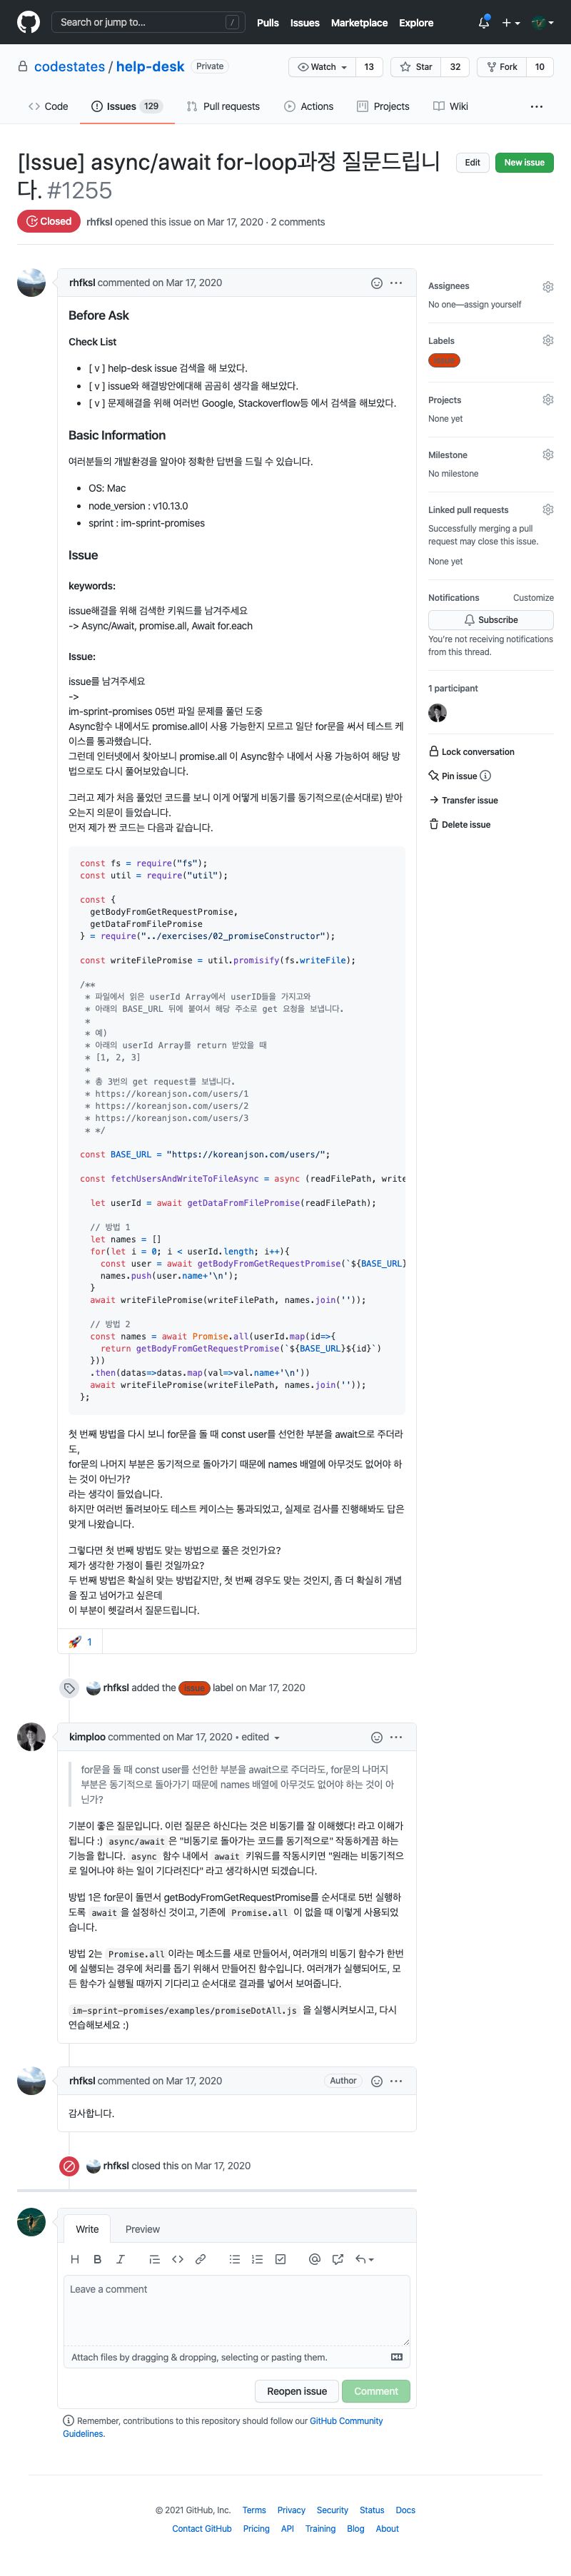 Search or jump to... /
Pulls Issues Marketplace Explore
codestates / help-desk Private
Watch 13 Star 32 Fork 10
Code Issues 129 Pull requests Actions Projects Wiki
[Issue] async/await for-loop과정 질문드립니
다. #1255
Edit New issue
Closed rhfksl opened this issue on Mar 17, 2020 · 2 comments
rhfksl commented on Mar 17, 2020
Before Ask
Check List
• [ v ] help-desk issue 검색을 해 보았다.
• [ v ] issue와 해결방안에대해 곰곰히 생각을 해보았다.
• [ v ] 문제해결을 위해 여러번 Google, Stackoverflow등 에서 검색을 해보았다.
Basic Information
여러분들의 개발환경을 알아야 정확한 답변을 드릴 수 있습니다.
• OS: Mac
• node_version : v10.13.0
• sprint : im-sprint-promises
Issue
keywords:
issue해결을 위해 검색한 키워드를 남겨주세요
-> Async/Await, promise.all, Await for.each
Issue:
issue를 남겨주세요
->
im-sprint-promises 05번 파일 문제를 풀던 도중
Async함수 내에서도 promise.all이 사용 가능한지 모르고 일단 for문을 써서 테스트 케
이스를 통과했습니다.
그런데 인터넷에서 찾아보니 promise.all 이 Async함수 내에서 사용 가능하여 해당 방
법으로도 다시 풀어보았습니다.
그러고 제가 처음 풀었던 코드를 보니 이게 어떻게 비동기를 동기적으로(순서대로) 받아
오는지 의문이 들었습니다.
먼저 제가 짠 코드는 다음과 같습니다.
const fs = require("fs");
const util = require("util");
const {
getBodyFromGetRequestPromise,
getDataFromFilePromise
} = require("../exercises/02_promiseConstructor");
const writeFilePromise = util.promisify(fs.writeFile);
/**
* 파일에서 읽은 userId Array에서 userID들을 가지고와
* 아래의 BASE_URL 뒤에 붙여서 해당 주소로 get 요청을 보냅니다.
*
* 예)
* 아래의 userId Array를 return 받았을 때
* [1, 2, 3]
*
* 총 3번의 get request를 보냅니다.
* https://koreanjson.com/users/1
* https://koreanjson.com/users/2
* https://koreanjson.com/users/3
* */
const BASE_URL = "https://koreanjson.com/users/";
const fetchUsersAndWriteToFileAsync = async (readFilePath, write
let userId = await getDataFromFilePromise(readFilePath);
// 방법 1
let names = []
for(let i = 0; i < userId.length; i++){
const user = await getBodyFromGetRequestPromise(`${BASE_URL}
names.push(user.name+'\n');
}
await writeFilePromise(writeFilePath, names.join(''));
// 방법 2
const names = await Promise.all(userId.map(id=>{
return getBodyFromGetRequestPromise(`${BASE_URL}${id}`)
}))
.then(datas=>datas.map(val=>val.name+'\n'))
await writeFilePromise(writeFilePath, names.join(''));
};
첫 번째 방법을 다시 보니 for문을 돌 때 const user를 선언한 부분을 await으로 주더라
도,
for문의 나머지 부분은 동기적으로 돌아가기 때문에 names 배열에 아무것도 없어야 하
는 것이 아닌가?
라는 생각이 들었습니다.
하지만 여러번 돌려보아도 테스트 케이스는 통과되었고, 실제로 검사를 진행해봐도 답은
맞게 나왔습니다.
그렇다면 첫 번째 방법도 맞는 방법으로 풀은 것인가요?
제가 생각한 가정이 틀린 것일까요?
두 번째 방법은 확실히 맞는 방법같지만, 첫 번째 경우도 맞는 것인지, 좀 더 확실히 개념
을 짚고 넘어가고 싶은데
이 부분이 헷갈려서 질문드립니다.
🚀 1
rhfksl added the issue label on Mar 17, 2020
kimploo commented on Mar 17, 2020 • edited
for문을 돌 때 const user를 선언한 부분을 await으로 주더라도, for문의 나머지
부분은 동기적으로 돌아가기 때문에 names 배열에 아무것도 없어야 하는 것이 아
닌가?
기분이 좋은 질문입니다. 이런 질문은 하신다는 것은 비동기를 잘 이해했다! 라고 이해가
됩니다 :) async/await 은 "비동기로 돌아가는 코드를 동기적으로" 작동하게끔 하는
기능을 합니다. async 함수 내에서 await 키워드를 작동시키면 "원래는 비동기적으
로 일어나야 하는 일이 기다려진다" 라고 생각하시면 되겠습니다.
방법 1은 for문이 돌면서 getBodyFromGetRequestPromise를 순서대로 5번 실행하
도록 await 을 설정하신 것이고, 기존에 Promise.all 이 없을 때 이렇게 사용되었
습니다.
방법 2는 Promise.all 이라는 메소드를 새로 만들어서, 여러개의 비동기 함수가 한번
에 실행되는 경우에 처리를 돕기 위해서 만들어진 함수입니다. 여러개가 실행되어도, 모
든 함수가 실행될 때까지 기다리고 순서대로 결과를 넣어서 보여줍니다.
im-sprint-promises/examples/promiseDotAll.js 을 실행시켜보시고, 다시
연습해보세요 :)
rhfksl commented on Mar 17, 2020 Author
감사합니다.
rhfksl closed this on Mar 17, 2020
Write Preview
H B I
Leave a comment
Attach files by dragging & dropping, selecting or pasting them.
Reopen issue Comment
Remember, contributions to this repository should follow our GitHub Community
Guidelines.
Assignees
No one—assign yourself
Labels
issue
Projects
None yet
Milestone
No milestone
Linked pull requests
Successfully merging a pull
request may close this issue.
None yet
Notifications Customize
Subscribe
You're not receiving notifications
from this thread.
1 participant
Lock conversation
Pin issue
Transfer issue
Delete issue
© 2021 GitHub, Inc. Terms Privacy Security Status Docs
Contact GitHub Pricing API Training Blog About